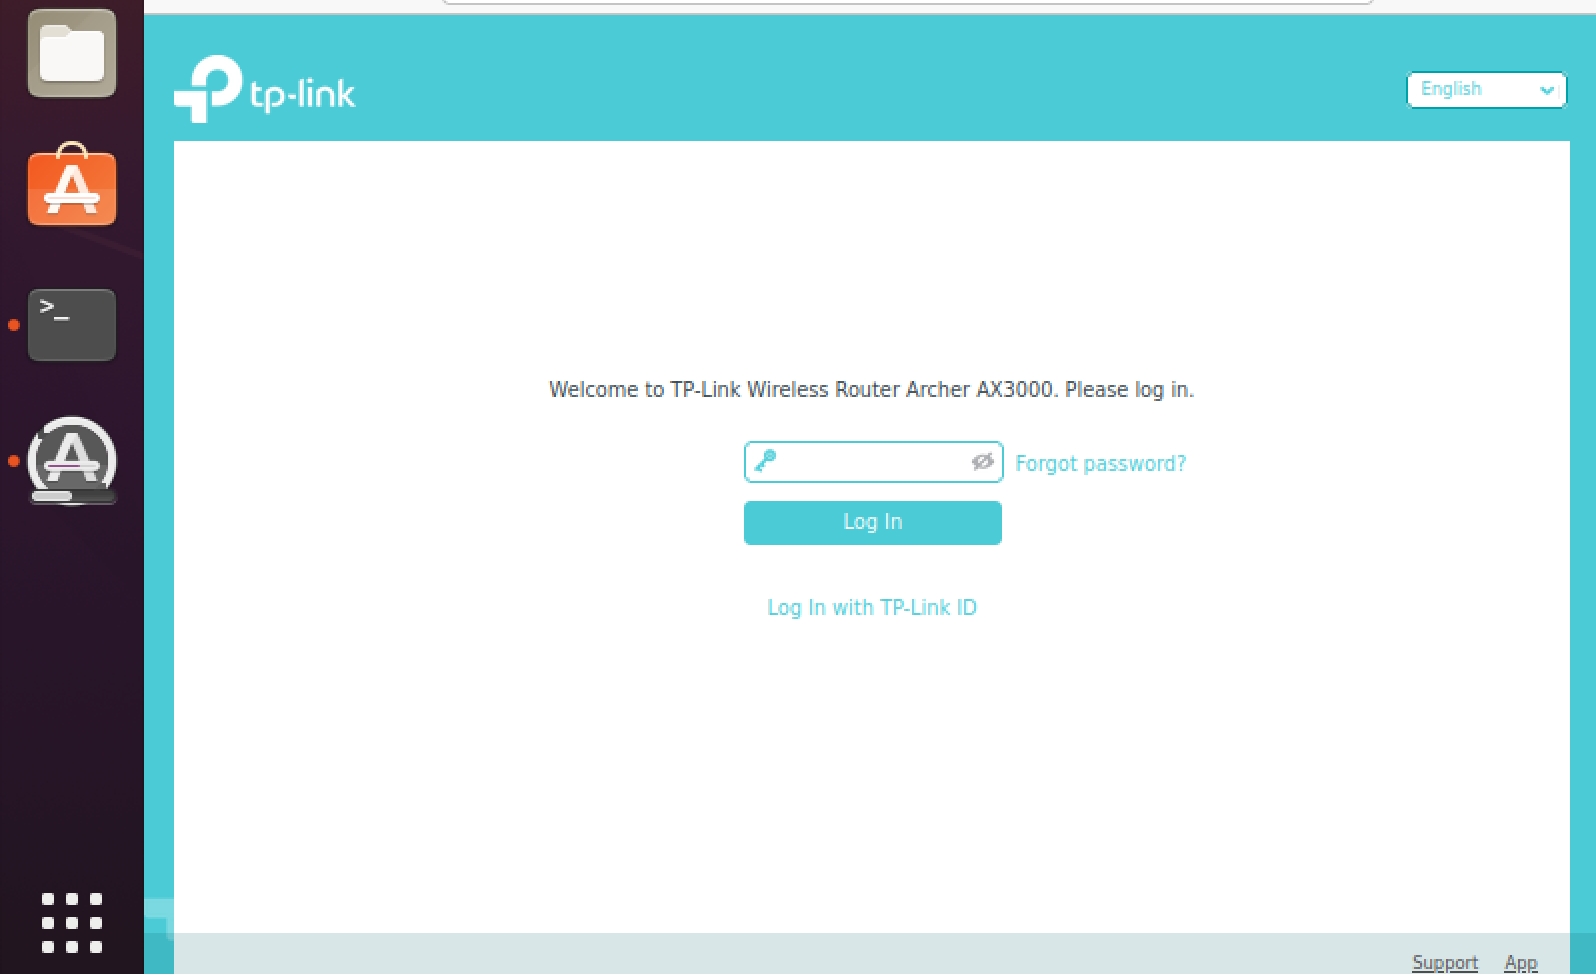 tp-link
English
Welcome to TP-Link Wireless Router Archer AX3000. Please log in.
Forgot password?
Log In
Log In with TP-Link ID
Support App